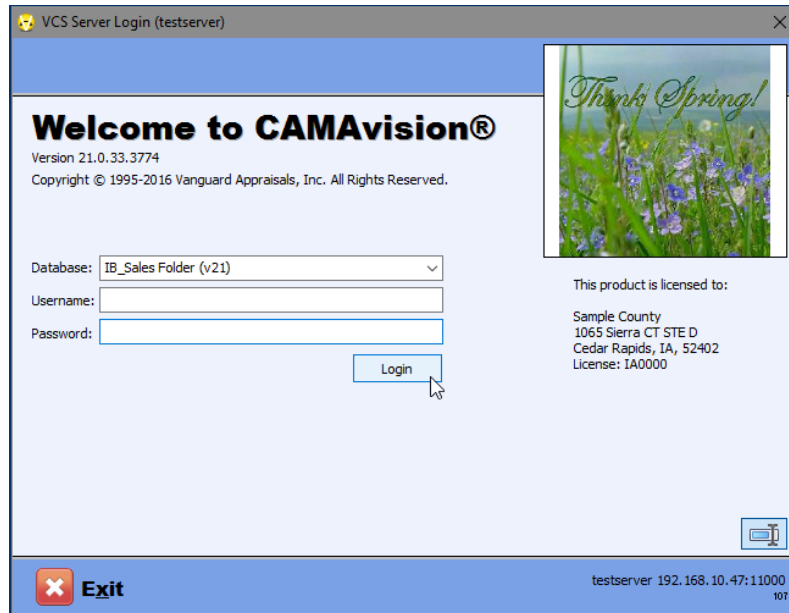 VCS Server Login (testserver)
Think Spring!
Welcome to CAMAvision®
Version 21.0.33.3774
Copyright © 1995-2016 Vanguard Appraisals, Inc. All Rights Reserved.
Database: IB_Sales Folder (v21)
Username:
Password:
Login
This product is licensed to:
Sample County
1065 Sierra CT STE D
Cedar Rapids, IA, 52402
License: IA0000
Exit
testserver 192.168.10.47:11000
107